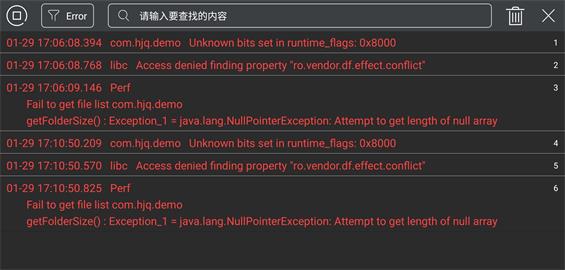 Error
请输入要查找的内容
01-29 17:06:08.394 com.hjq.demo Unknown bits set in runtime_flags: 0x8000 1
01-29 17:06:08.768 libc Access denied finding property "ro.vendor.df.effect.conflict" 2
01-29 17:06:09.146 Perf 3
Fail to get file list com.hjq.demo
getFolderSize() : Exception_1 = java.lang.NullPointerException: Attempt to get length of null array
01-29 17:10:50.209 com.hjq.demo Unknown bits set in runtime_flags: 0x8000 4
01-29 17:10:50.570 libc Access denied finding property "ro.vendor.df.effect.conflict" 5
01-29 17:10:50.825 Perf 6
Fail to get file list com.hjq.demo
getFolderSize() : Exception_1 = java.lang.NullPointerException: Attempt to get length of null array